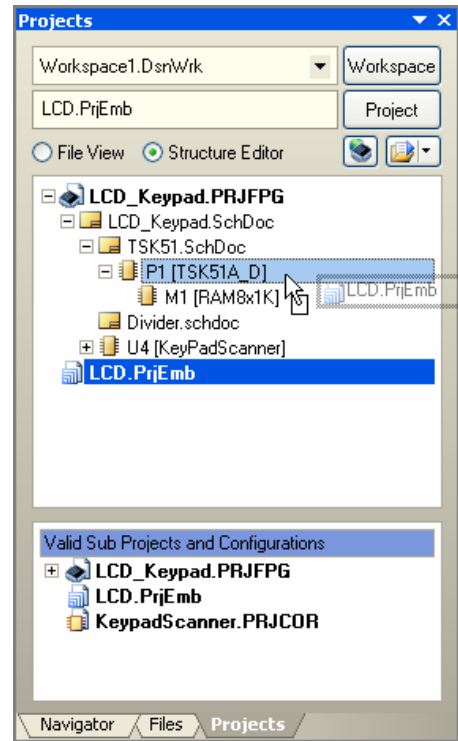 Projects
Workspace1.DsnWrk Workspace
LCD.PrjEmb Project
File View Structure Editor
LCD_Keypad.PRJFPG
LCD_Keypad.SchDoc
TSK51.SchDoc
P1 [TSK51A_D]
LCD.PrjEmb
M1 [RAM8x1K]
Divider.schdoc
U4 [KeyPadScanner]
LCD.PrjEmb
Valid Sub Projects and Configurations
LCD_Keypad.PRJFPG
LCD.PrjEmb
KeypadScanner.PRJCOR
Navigator Files Projects